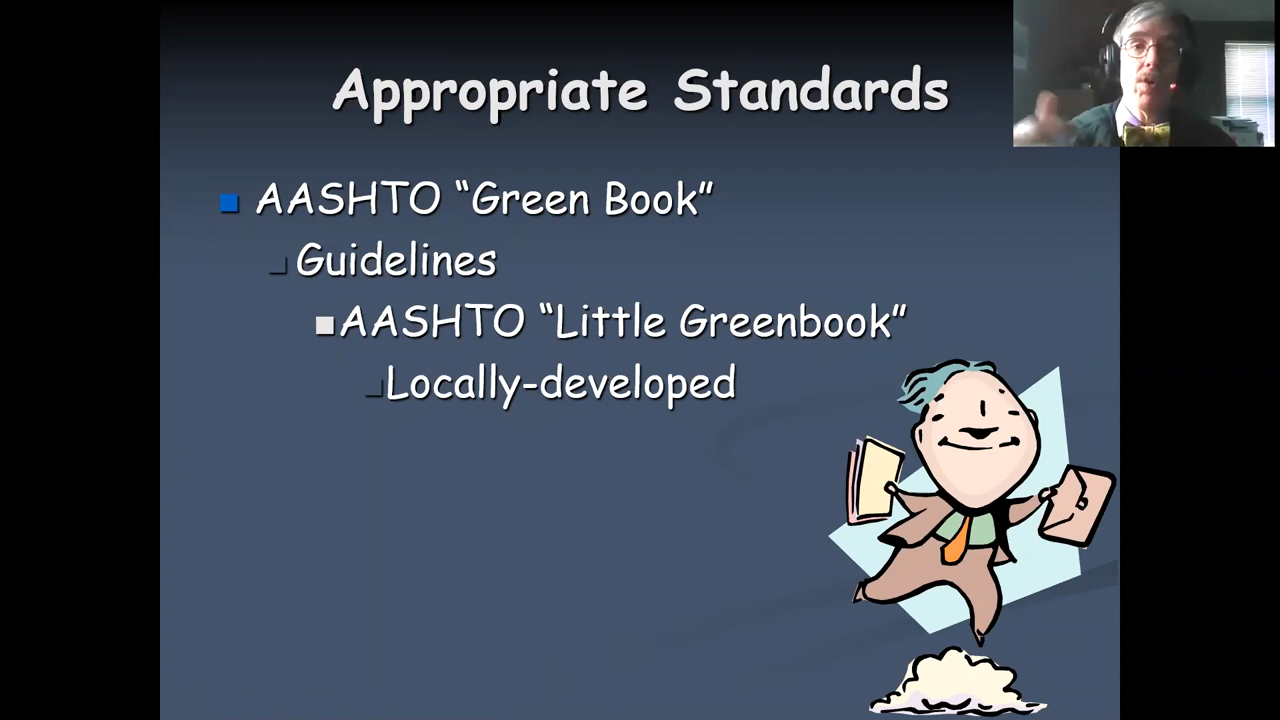 Appropriate Standards
AASHTO “Green Book”
Guidelines
AASHTO “Little Greenbook”
Locally-developed